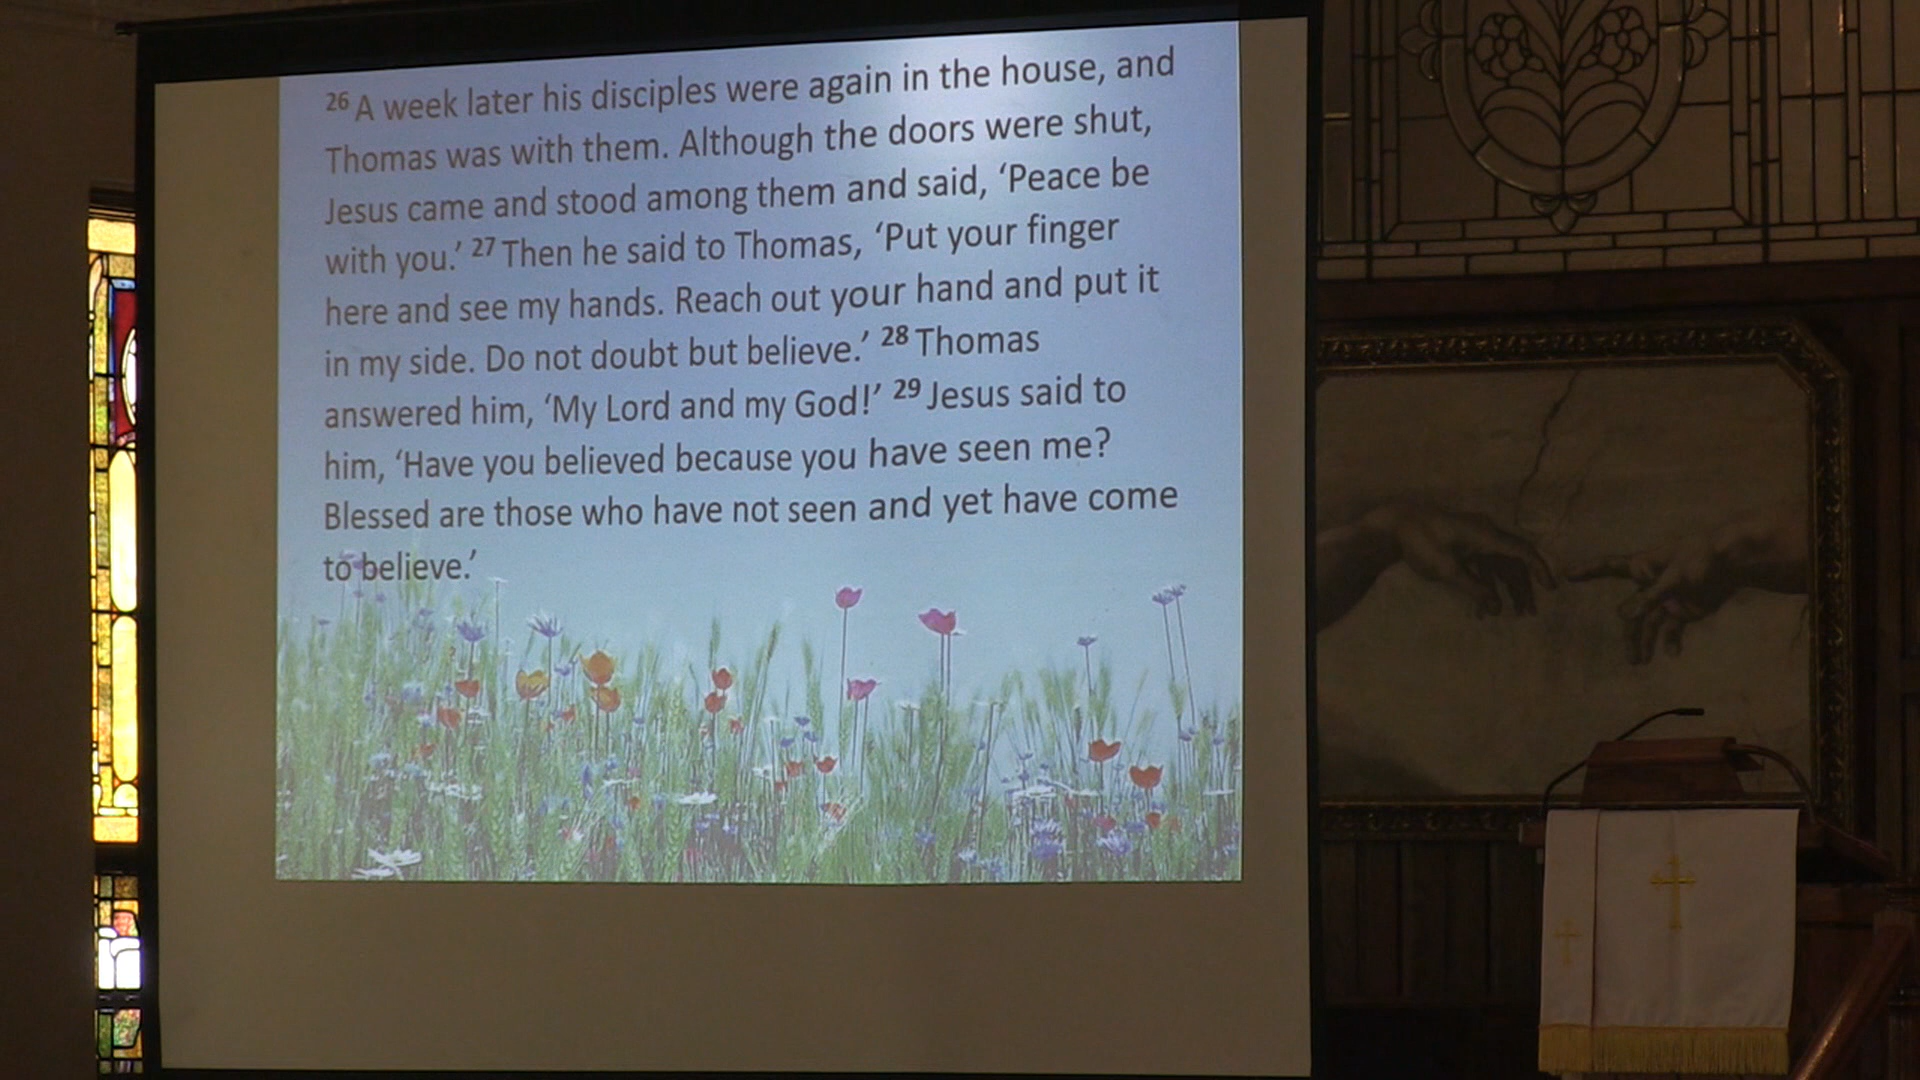 26 A week later his disciples were again in the house, and
Thomas was with them. Although the doors were shut,
Jesus came and stood among them and said, ‘Peace be
with you.’ 27 Then he said to Thomas, ‘Put your finger
here and see my hands. Reach out your hand and put it
in my side. Do not doubt but believe.’ 28 Thomas
answered him, ‘My Lord and my God!’ 29 Jesus said to
him, ‘Have you believed because you have seen me?
Blessed are those who have not seen and yet have come
to believe.’